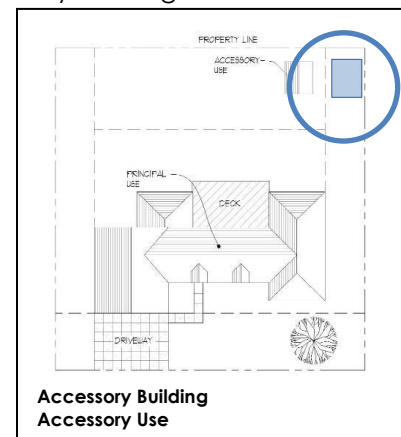 PROPERTY LINE
ACCESSORY
USE
PRINCIPAL
USE
DECK
DRIVEWAY
Accessory Building
Accessory Use